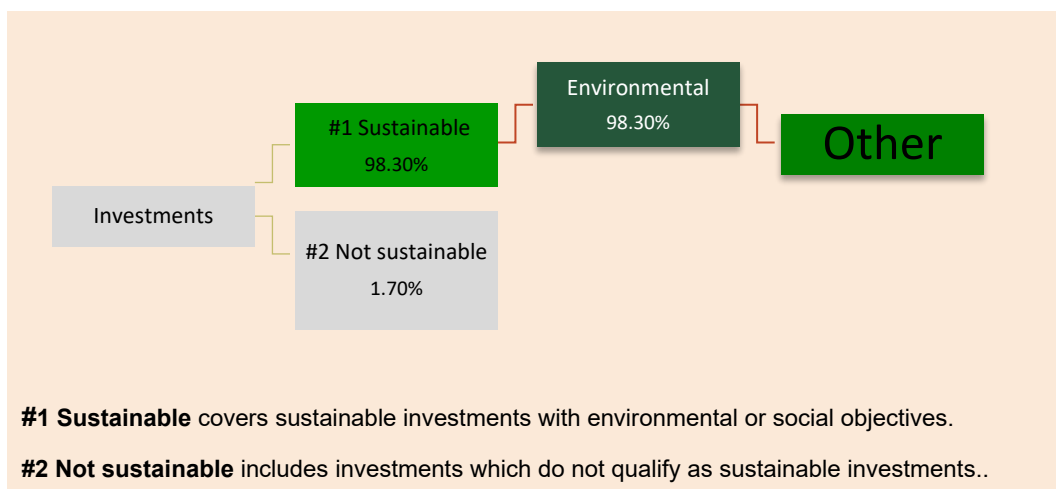 Environmental
98.30%
#1 Sustainable
98.30%
Other
Investments
#2 Not sustainable
1.70%
#1 Sustainable covers sustainable investments with environmental or social objectives.
#2 Not sustainable includes investments which do not qualify as sustainable investments..